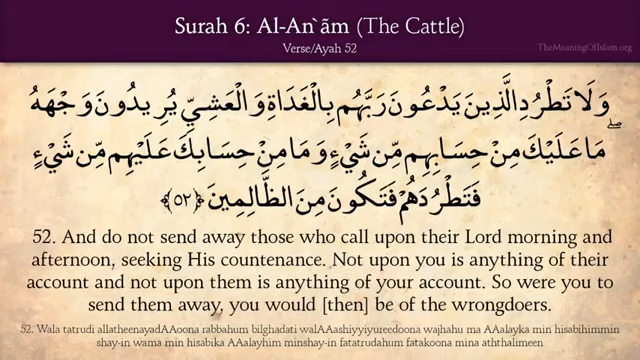 Surah 6: Al-An`ãm (The Cattle)
Verse/Ayah 52
TheMeaningOfIslam.org
وَلَا تَطْرُدِ الَّذِينَ يَدْعُونَ رَبَّهُم بِالْغَدَاةِ وَالْعَشِيِّ يُرِيدُونَ وَجْهَهُ ۖ
مَا عَلَيْكَ مِنْ حِسَابِهِم مِّن شَيْءٍ وَمَا مِنْ حِسَابِكَ عَلَيْهِم مِّن شَيْءٍ
فَتَطْرُدَهُمْ فَتَكُونَ مِنَ الظَّالِمِينَ ﴿٥٢﴾
52. And do not send away those who call upon their Lord morning and
afternoon, seeking His countenance. Not upon you is anything of their
account and not upon them is anything of your account. So were you to
send them away, you would [then] be of the wrongdoers.
52. Wala tatrudi allatheenayadAAoona rabbahum bilghadati walAAashiyyiyureedoona wajhahu ma AAalayka min hisabihimmin
shay-in wama min hisabika AAalayhim minshay-in fatatrudahum fatakoona mina aththalimeen